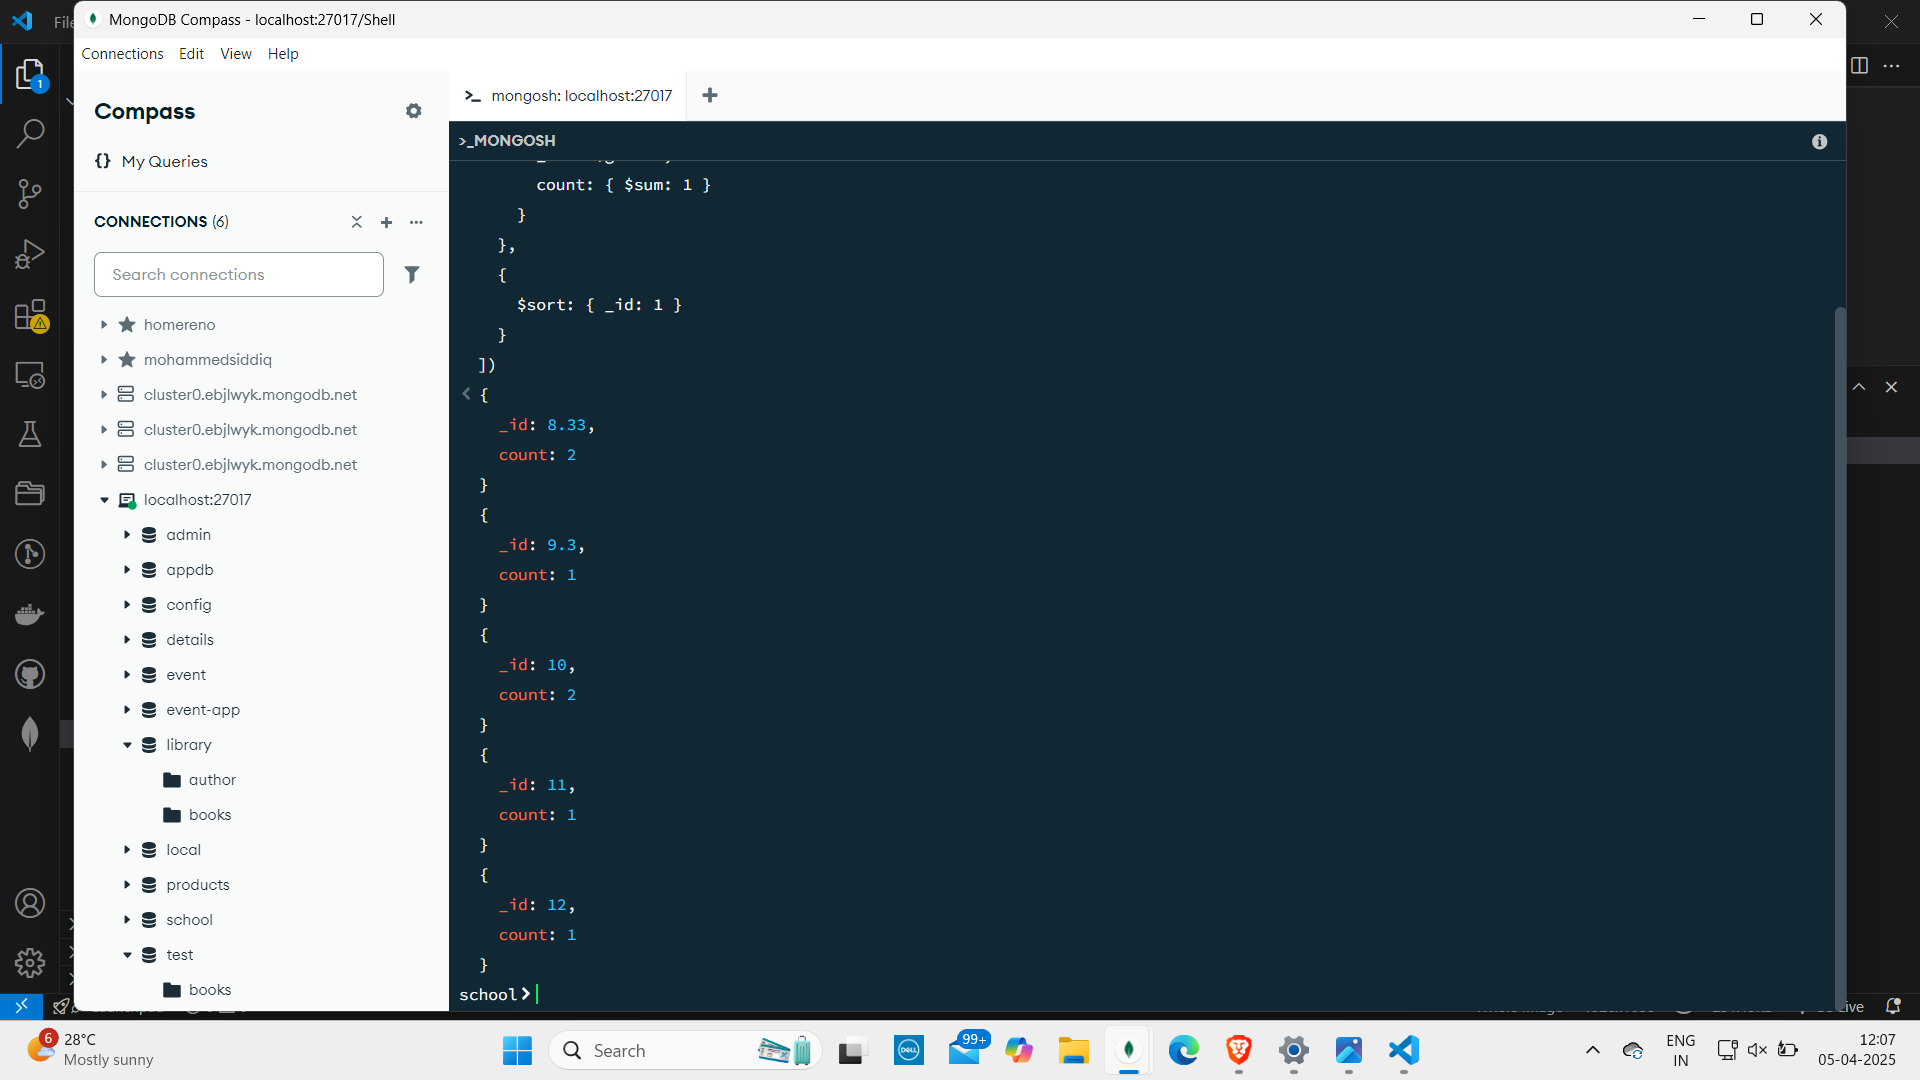 File
MongoDB Compass - localhost:27017/Shell
Connections Edit View Help
1
Compass
My Queries
CONNECTIONS (6)
Search connections
homereno
mohammedsiddiq
cluster0.ebjlwyk.mongodb.net
cluster0.ebjlwyk.mongodb.net
cluster0.ebjlwyk.mongodb.net
localhost:27017
admin
appdb
config
details
event
event-app
library
author
books
local
products
school
test
books
>_ mongosh: localhost:27017 +
>_MONGOSH
count: { $sum: 1 }
}
},
{
$sort: { _id: 1 }
}
])
< {
_id: 8.33,
count: 2
}
{
_id: 9.3,
count: 1
}
{
_id: 10,
count: 2
}
{
_id: 11,
count: 1
}
{
_id: 12,
count: 1
}
school>
6
28°C
Mostly sunny
Search
DELL
99+
ENG
IN
12:07
05-04-2025